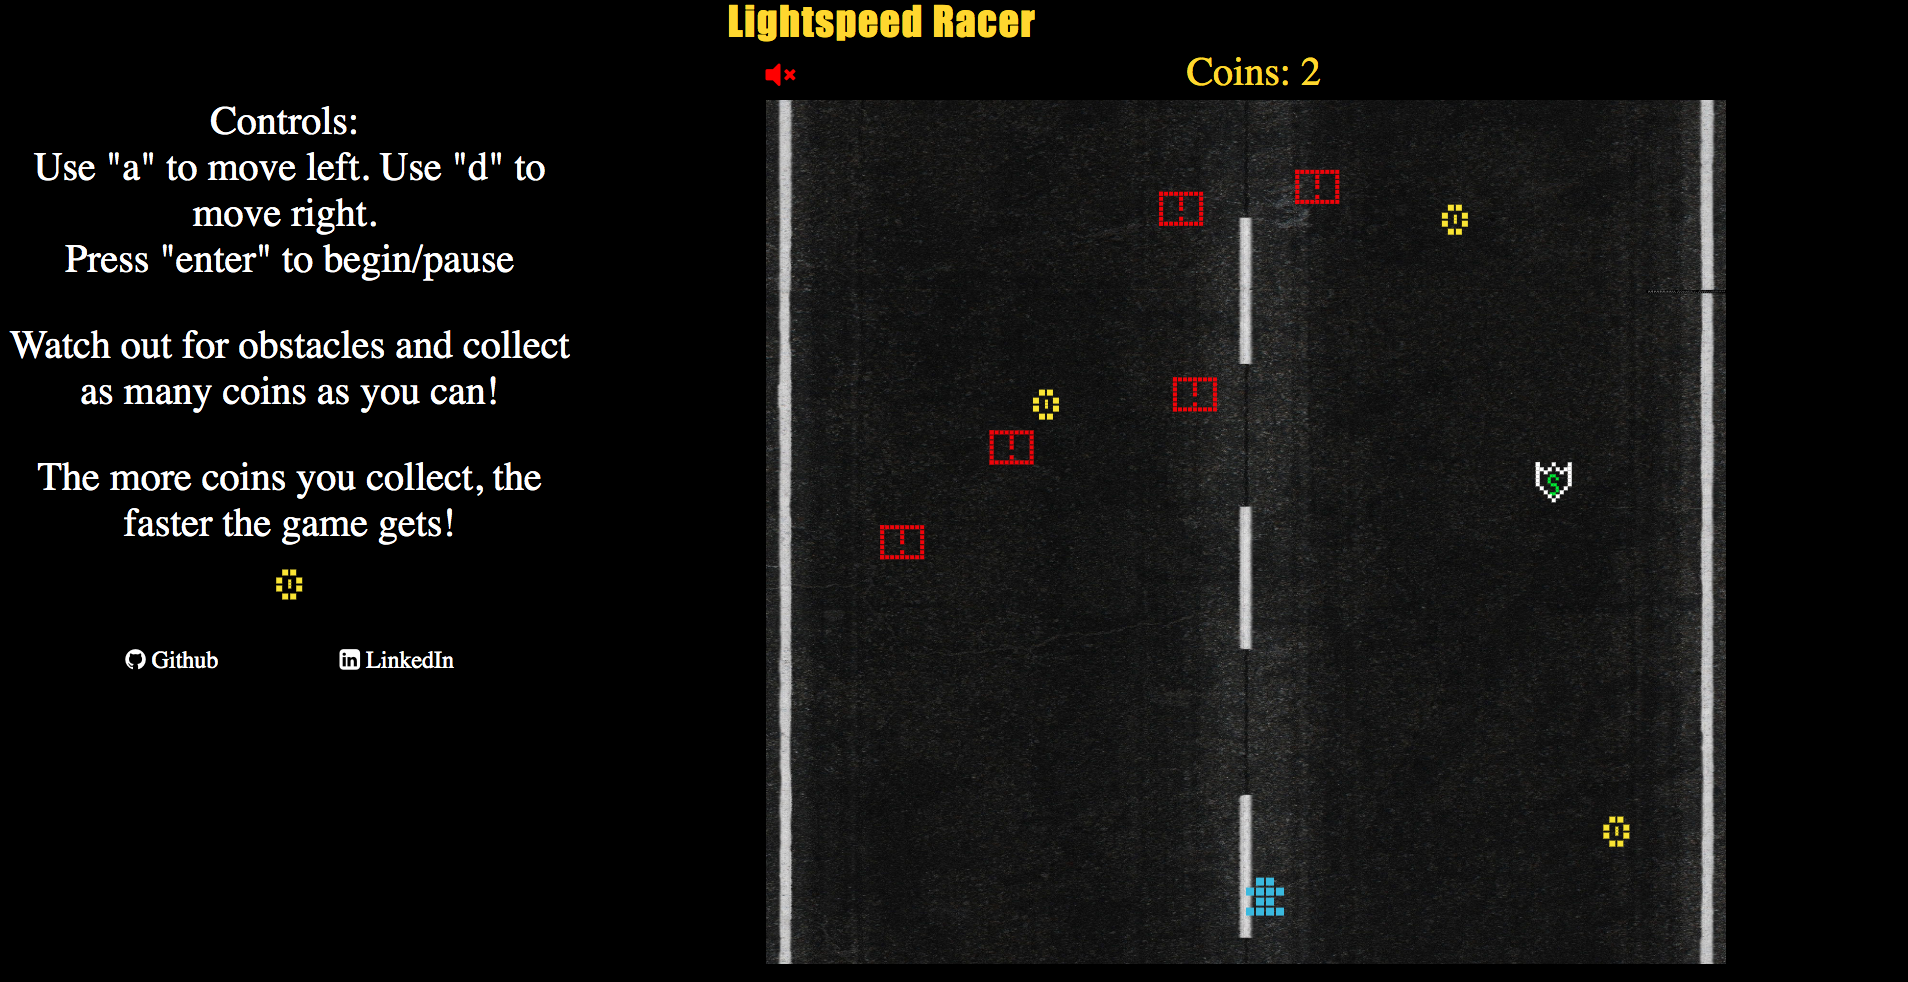 Lightspeed Racer
Coins: 2
Controls:
Use "a" to move left. Use "d" to
move right.
Press "enter" to begin/pause
Watch out for obstacles and collect
as many coins as you can!
The more coins you collect, the
faster the game gets!
Github
LinkedIn
!
!
!
!
!
S